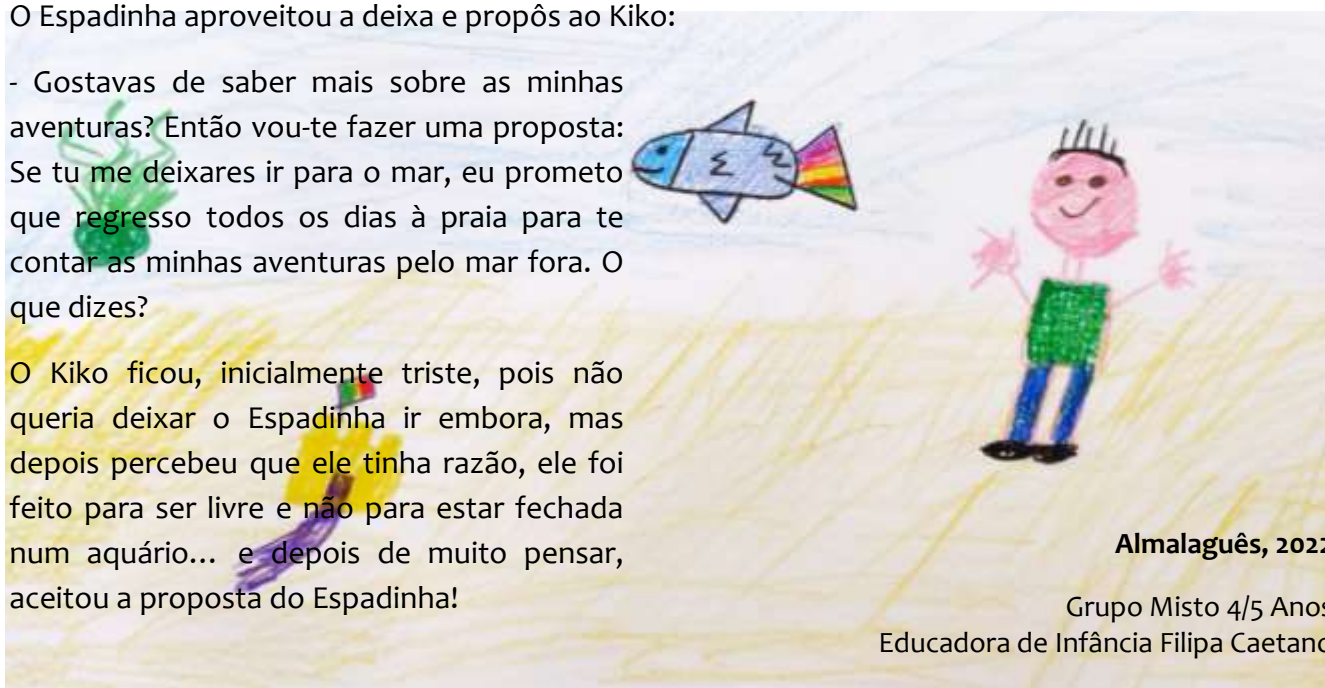 O Espadinha aproveitou a deixa e propôs ao Kiko:
- Gostavas de saber mais sobre as minhas
aventuras? Então vou-te fazer uma proposta:
Se tu me deixares ir para o mar, eu prometo
que regresso todos os dias à praia para te
contar as minhas aventuras pelo mar fora. O
que dizes?
O Kiko ficou, inicialmente triste, pois não
queria deixar o Espadinha ir embora, mas
depois percebeu que ele tinha razão, ele foi
feito para ser livre e não para estar fechada
num aquário... e depois de muito pensar,
aceitou a proposta do Espadinha!
Almalaguês, 2022
Grupo Misto 4/5 Anos
Educadora de Infância Filipa Caetano